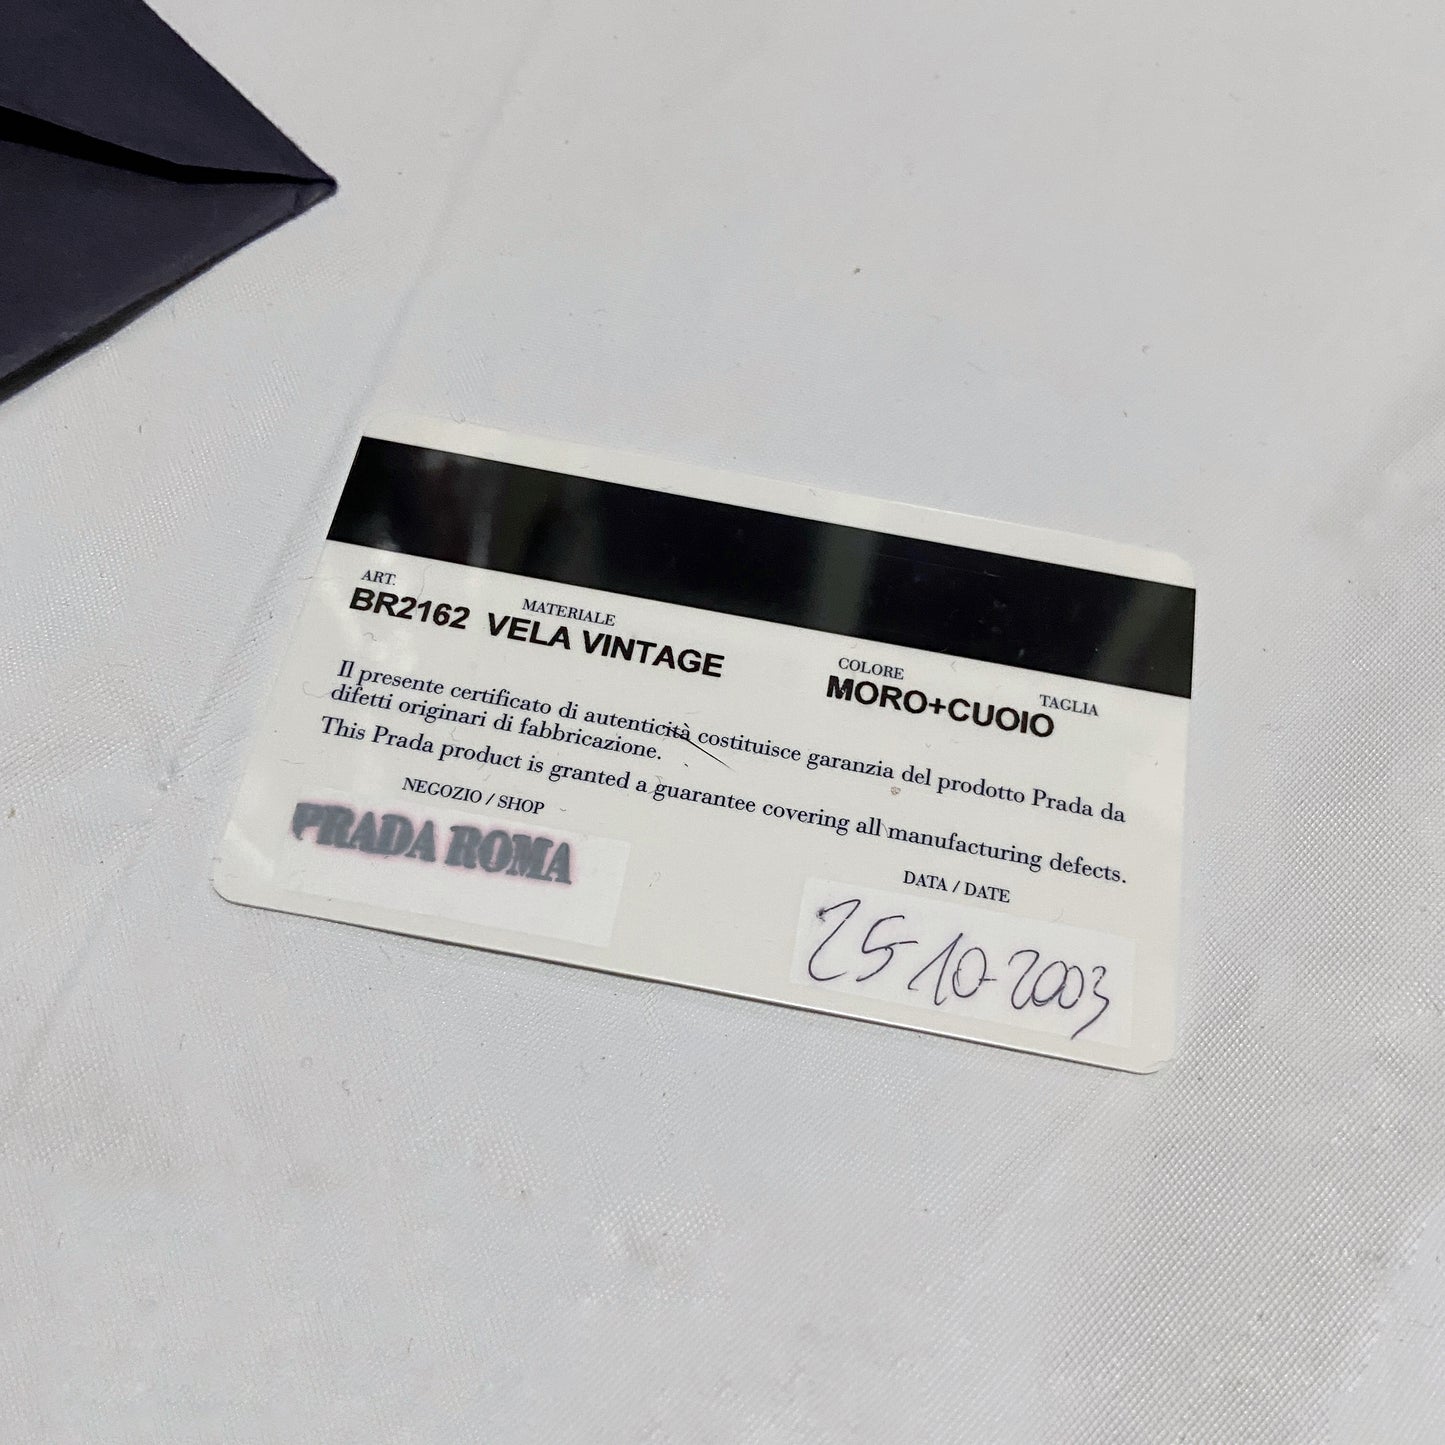 ART. MATERIALE COLORE TAGLIA
BR2162 VELA VINTAGE MORO+CUOIO
Il presente certificato di autenticità costituisce garanzia del prodotto Prada da
difetti originari di fabbricazione.
This Prada product is granted a guarantee covering all manufacturing defects.
NEGOZIO / SHOP DATA / DATE
PRADA ROMA 25-10-2003